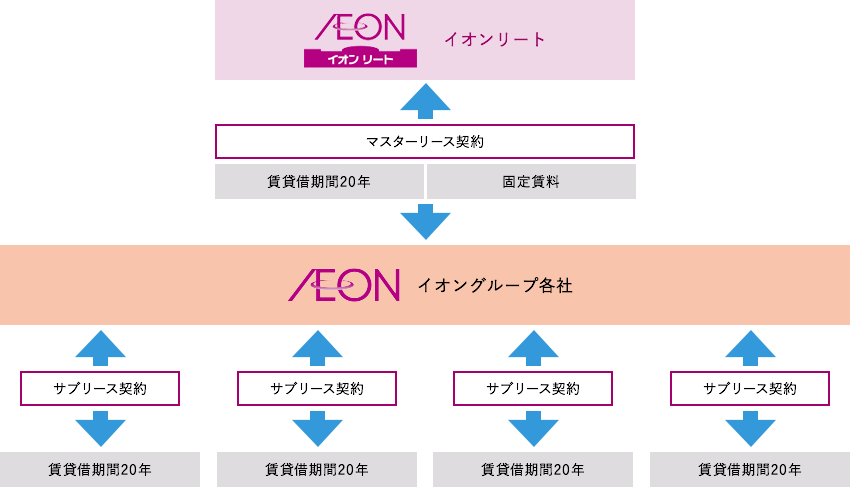 ÆON
イオン リート
イオンリート
マスターリース契約
賃貸借期間20年
固定賃料
ÆON
イオングループ各社
サブリース契約
サブリース契約
サブリース契約
サブリース契約
賃貸借期間20年
賃貸借期間20年
賃貸借期間20年
賃貸借期間20年